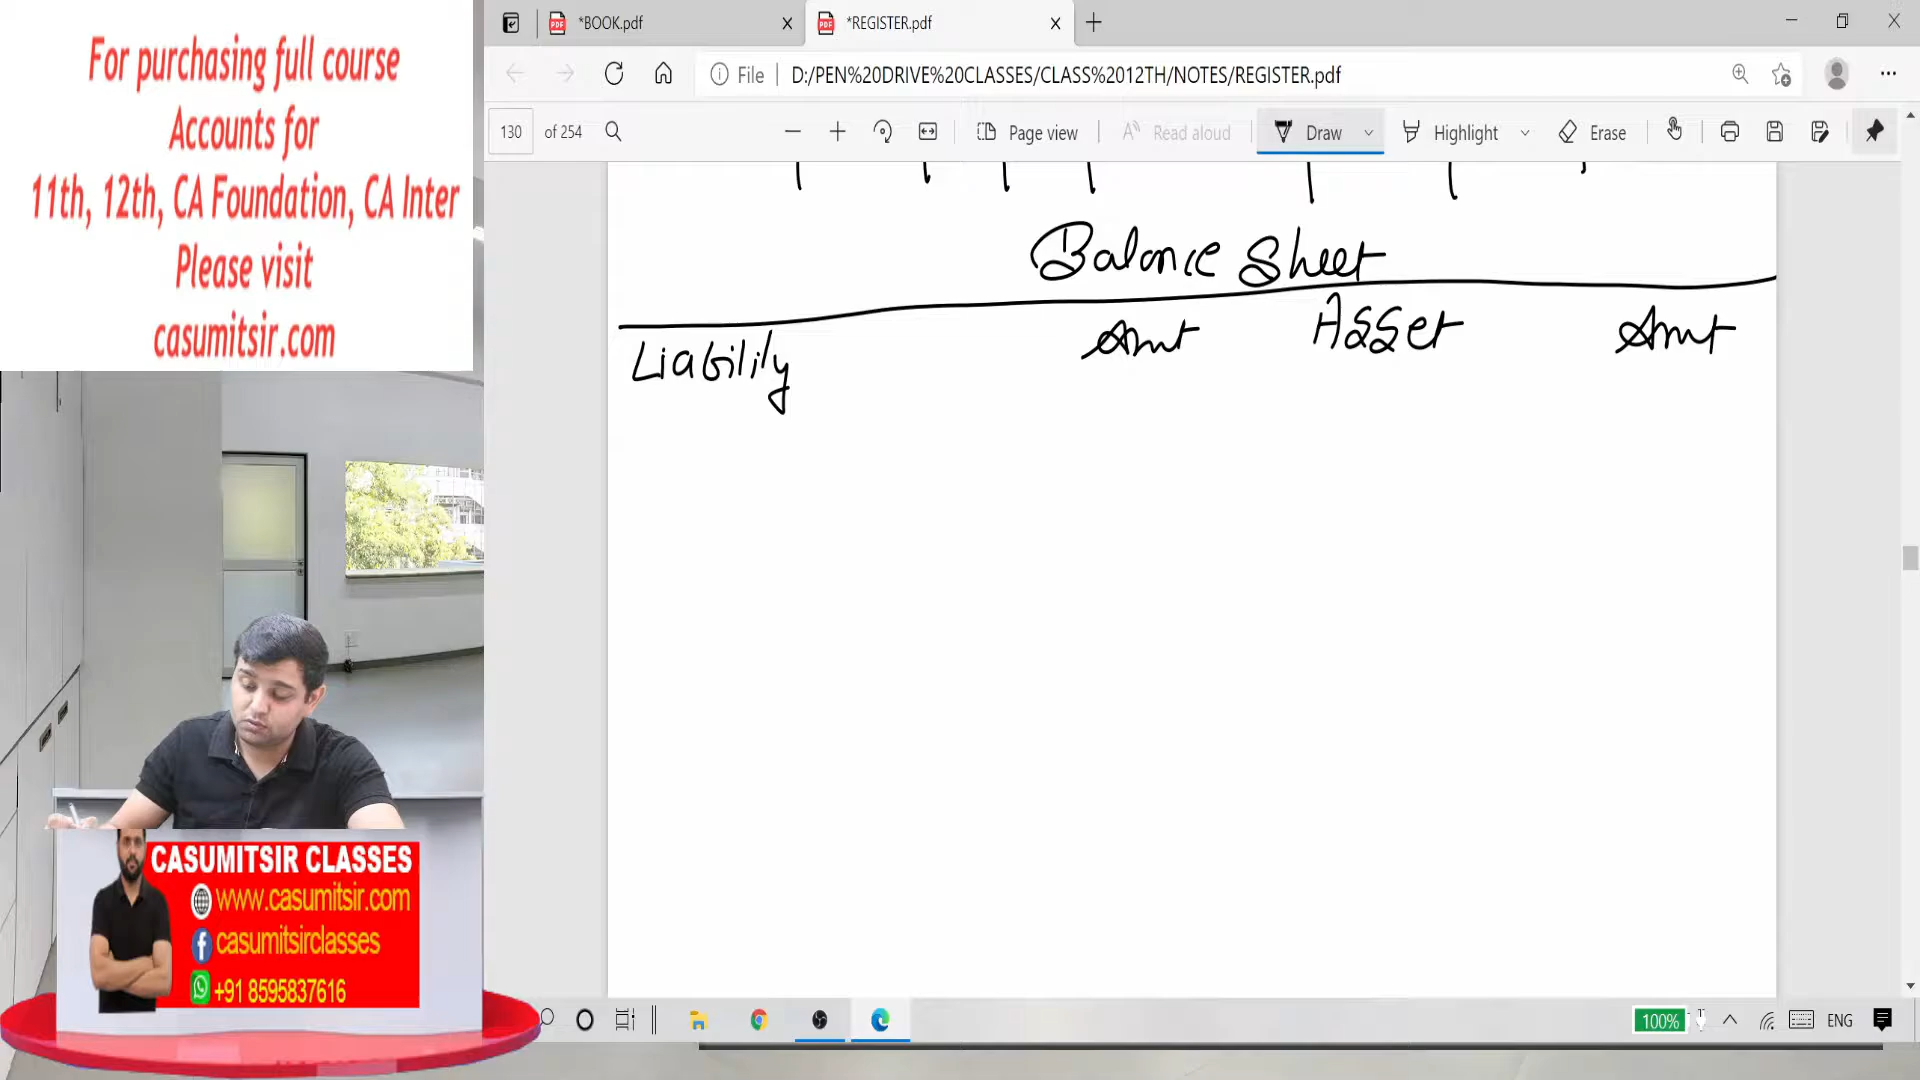 For purchasing full course
Accounts for
11th, 12th, CA Foundation, CA Inter
Please visit
casumitsir.com
*BOOK.pdf
*REGISTER.pdf
File
D:/PEN%20DRIVE%20CLASSES/CLASS%2012TH/NOTES/REGISTER.pdf
130 of 254
Page view
Read aloud
Draw
Highlight
Erase
Balance Sheet
Liability Amt Asset Amt
CASUMITSIR CLASSES
www.casumitsir.com
casumitsirclasses
+91 8595837616
100%
ENG